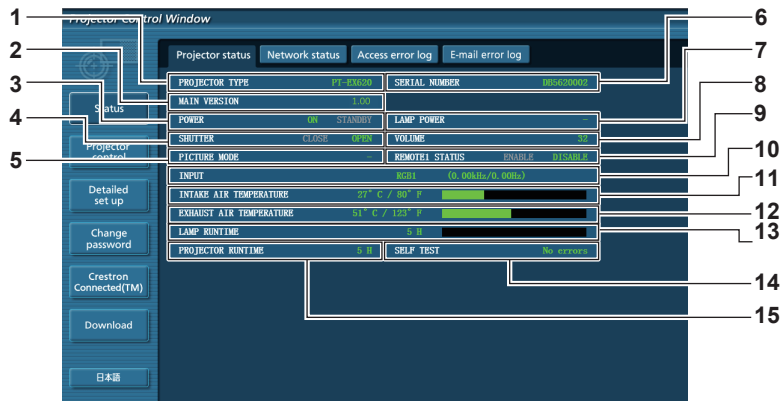 Projector Control Window
Projector status Network status Access error log E-mail error log
PROJECTOR TYPE PT-EX620 SERIAL NUMBER DB5620002
MAIN VERSION 1.00
POWER ON STANDBY LAMP POWER -
SHUTTER CLOSE OPEN VOLUME 32
PICTURE MODE - REMOTE1 STATUS ENABLE DISABLE
INPUT RGB1 (0.00kHz/0.00Hz)
INTAKE AIR TEMPERATURE 27° C / 80° F
EXHAUST AIR TEMPERATURE 51° C / 123° F
LAMP RUNTIME 5 H
PROJECTOR RUNTIME 5 H SELF TEST No errors
Status
Projector
control
Detailed
set up
Change
password
Crestron
Connected(TM)
Download
日本語
1
2
3
4
5
6
7
8
9
10
11
12
13
14
15